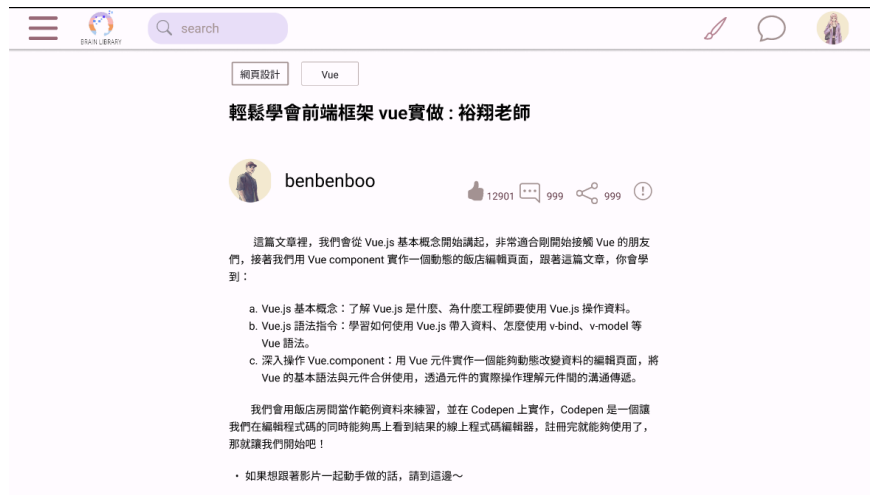 BRAIN LIBRARY
search
網頁設計
Vue
輕鬆學會前端框架 vue實做 : 裕翔老師
benbenboo
12901
999
999
這篇文章裡，我們會從 Vue.js 基本概念開始講起，非常適合剛開始接觸 Vue 的朋友
們，接著我們用 Vue component 實作一個動態的飯店編輯頁面，跟著這篇文章，你會學
到：
a. Vue.js 基本概念：了解 Vue.js 是什麼、為什麼工程師要使用 Vue.js 操作資料。
b. Vue.js 語法指令：學習如何使用 Vue.js 帶入資料、怎麼使用 v-bind、v-model 等
Vue 語法。
c. 深入操作 Vue.component：用 Vue 元件實作一個能夠動態改變資料的編輯頁面，將
Vue 的基本語法與元件合併使用，透過元件的實際操作理解元件間的溝通傳遞。
我們會用飯店房間當作範例資料來練習，並在 Codepen 上實作，Codepen 是一個讓
我們在編輯程式碼的同時能夠馬上看到結果的線上程式碼編輯器，註冊完就能夠使用了，
那就讓我們開始吧！
・ 如果想跟著影片一起動手做的話，請到這邊～